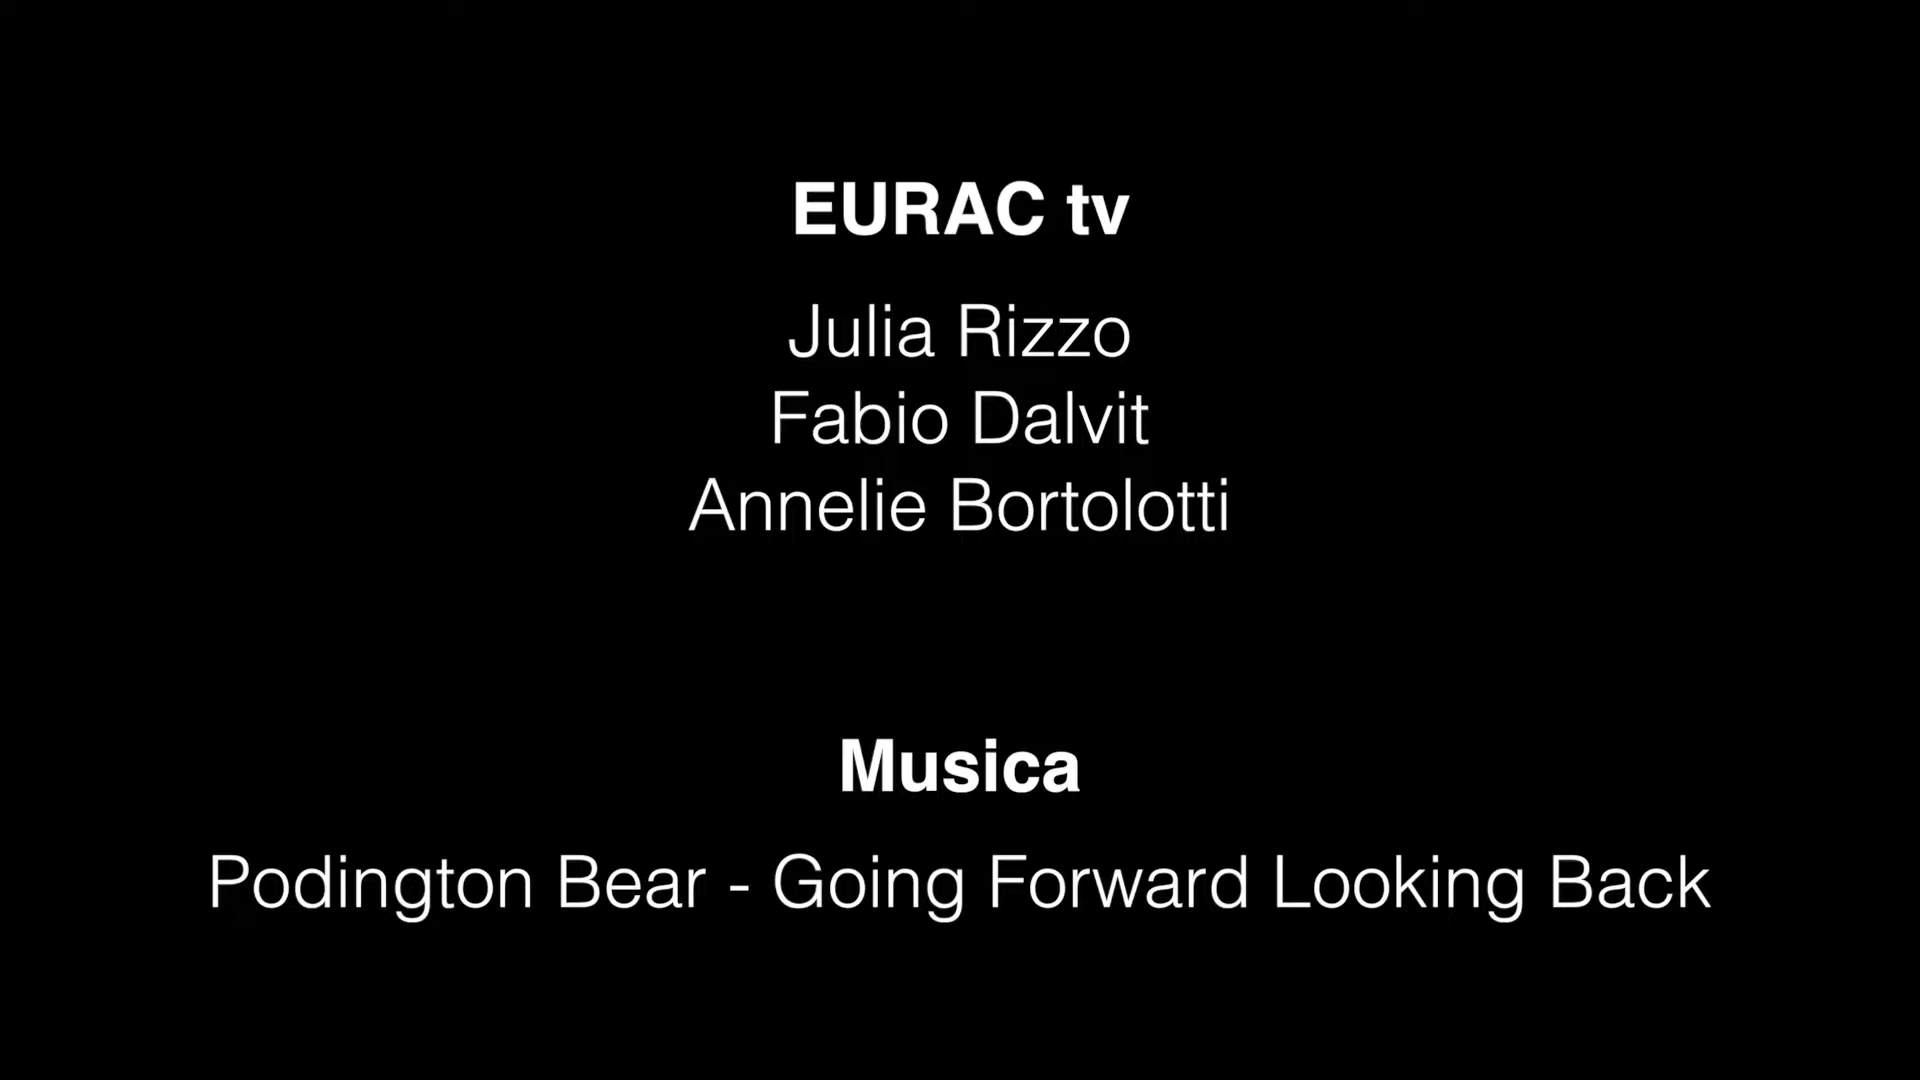 EURAC tv
Julia Rizzo
Fabio Dalvit
Annelie Bortolotti
Musica
Podington Bear - Going Forward Looking Back